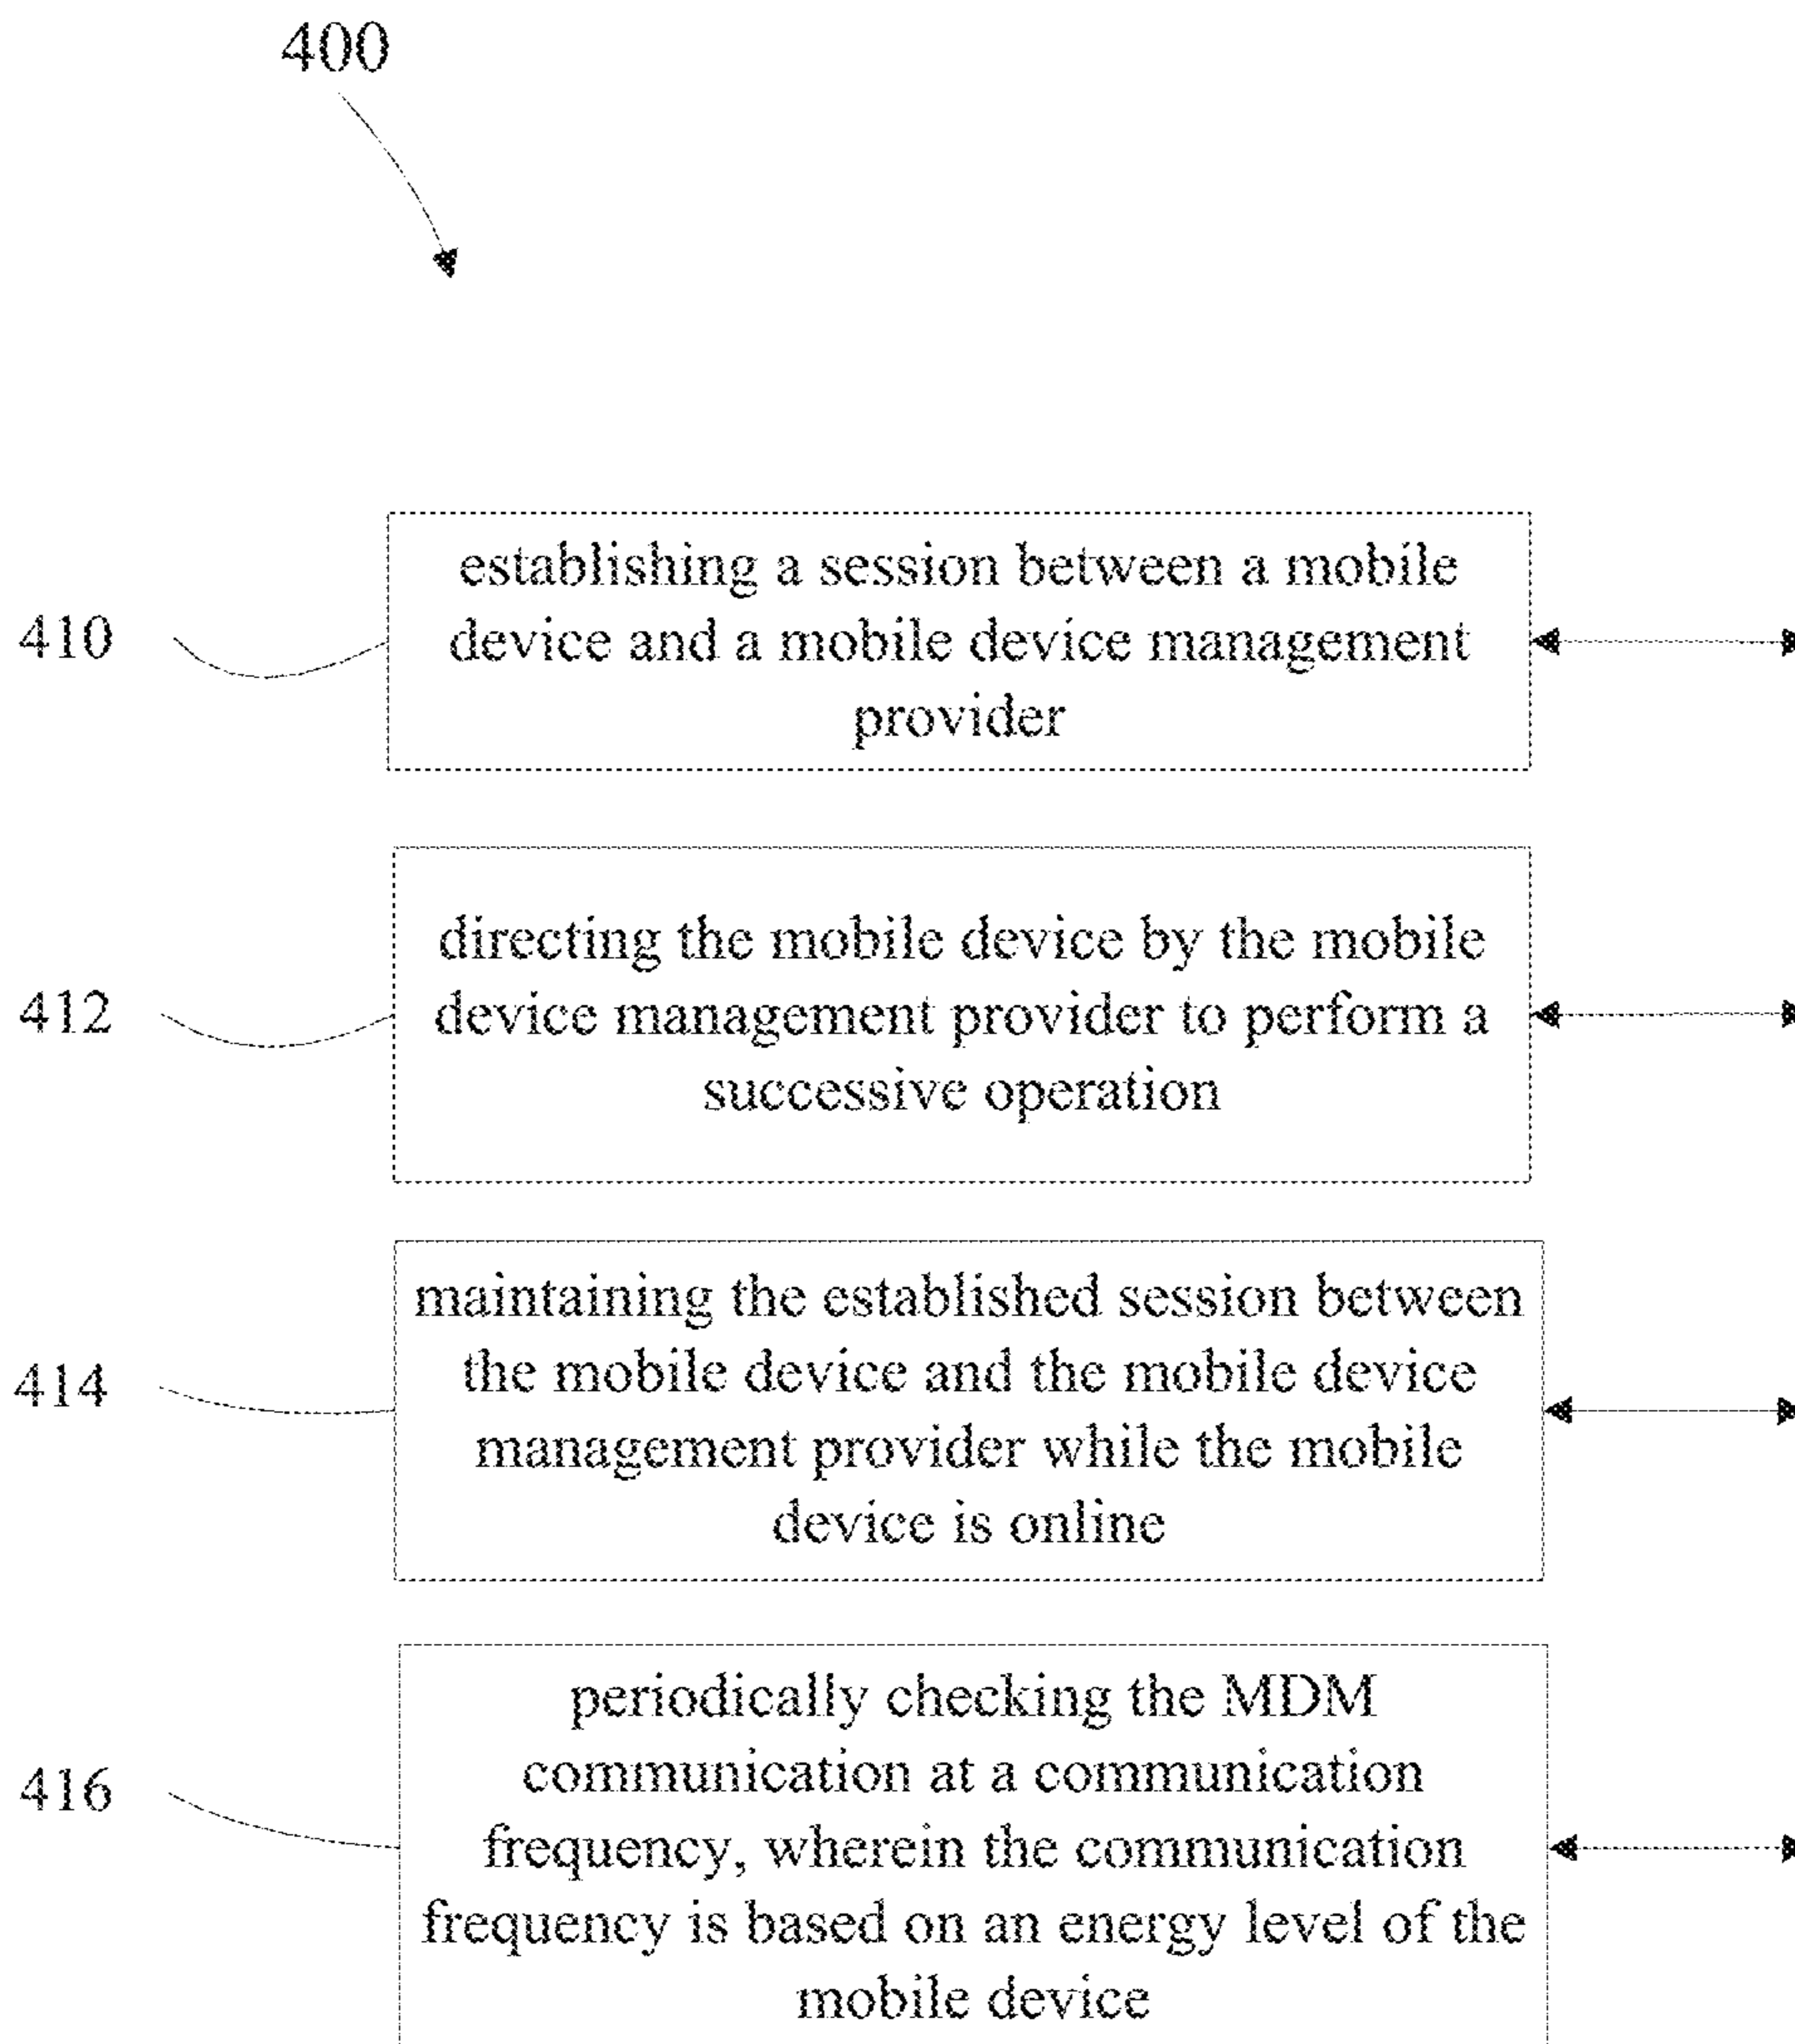 400
410
establishing a session between a mobile
device and a mobile device management
provider
412
directing the mobile device by the mobile
device management provider to perform a
successive operation
414
maintaining the established session between
the mobile device and the mobile device
management provider while the mobile
device is online
416
periodically checking the MDM
communication at a communication
frequency, wherein the communication
frequency is based on an energy level of the
mobile device